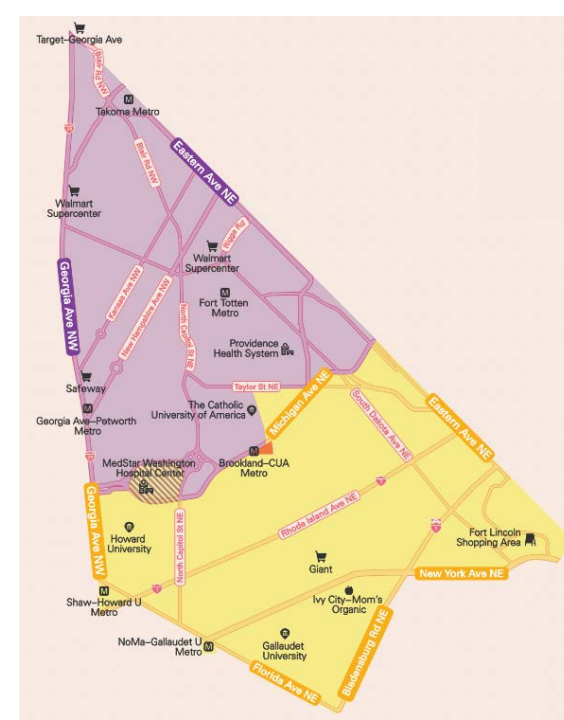 Target–Georgia Ave
Blair Rd NW
Takoma Metro
Blair Rd NW
Eastern Ave NE
Walmart
Supercenter
Riggs Rd
Walmart
Supercenter
Georgia Ave NW
Kansas Ave NW
New Hampshire Ave NW
Fort Totten
Metro
North Capitol St NE
Providence
Health System
Safeway
Taylor St NE
Georgia Ave–Petworth
Metro
The Catholic
University of America
Michigan Ave NE
South Dakota Ave NE
Eastern Ave NE
MedStar Washington
Hospital Center
Brookland–CUA
Metro
Georgia Ave NW
Rhode Island Ave NE
Howard
University
North Capitol St NE
Fort Lincoln
Shopping Area
Giant
New York Ave NE
Shaw–Howard U
Metro
Ivy City–Mom's
Organic
NoMa–Gallaudet U
Metro
Gallaudet
University
Bladensburg Rd NE
Florida Ave NE